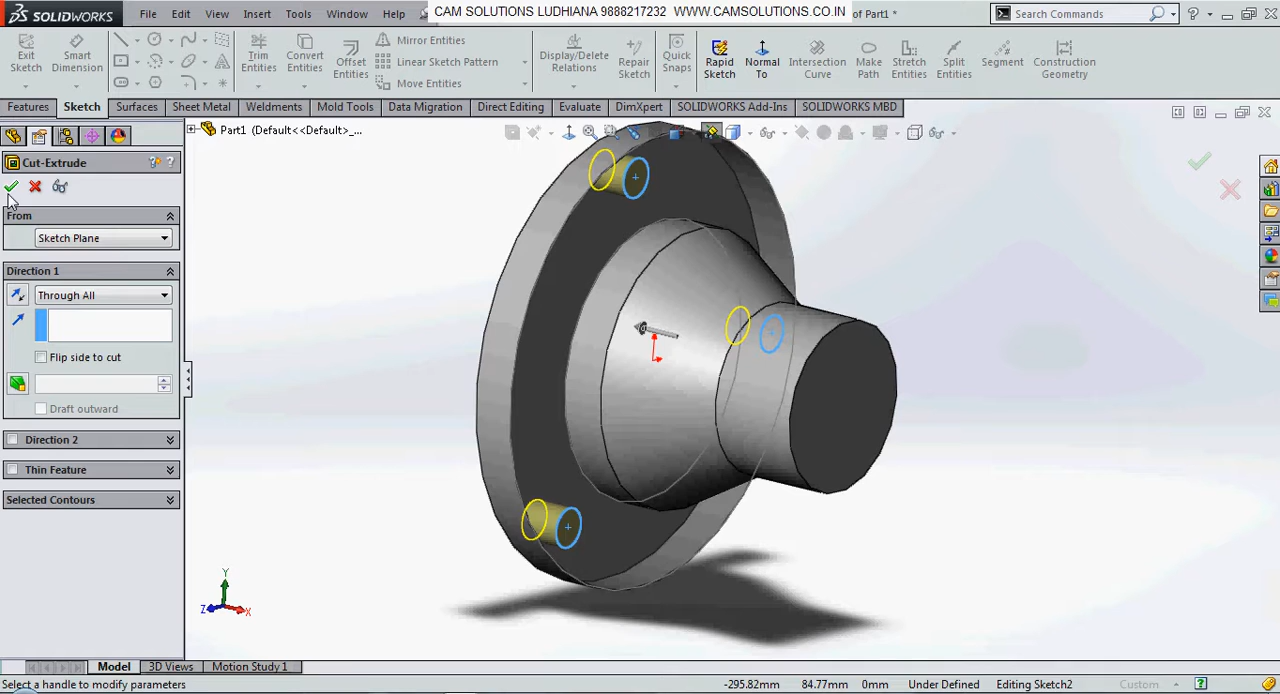 SOLIDWORKS File Edit View Insert Tools Window Help CAM SOLUTIONS LUDHIANA 9888217232 WWW.CAMSOLUTIONS.CO.IN of Part1 * Search Commands
Exit Sketch
Smart Dimension
Trim Entities
Convert Entities
Offset Entities
Mirror Entities
Linear Sketch Pattern
Move Entities
Display/Delete Relations
Repair Sketch
Quick Snaps
Rapid Sketch
Normal To
Intersection Curve
Make Path
Stretch Entities
Split Entities
Segment
Construction Geometry
Features Sketch Surfaces Sheet Metal Weldments Mold Tools Data Migration Direct Editing Evaluate DimXpert SOLIDWORKS Add-Ins SOLIDWORKS MBD
Part1 (Default<<Default>_...
Cut-Extrude
From
Sketch Plane
Direction 1
Through All
Flip side to cut
Draft outward
Direction 2
Thin Feature
Selected Contours
Y
Z
X
Model 3D Views Motion Study 1
Select a handle to modify parameters -295.82mm 84.77mm 0mm Under Defined Editing Sketch2 Custom